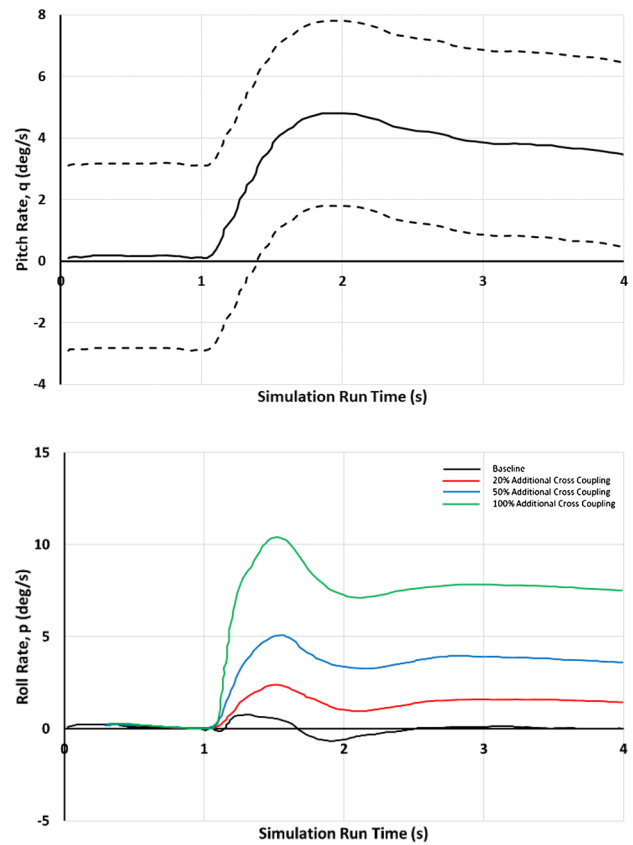 8
6
4
2
0
-2
-4
0
1
2
3
4
Pitch Rate, q (deg/s)
Simulation Run Time (s)
15
10
5
0
-5
0
1
2
3
4
Roll Rate, p (deg/s)
Baseline
20% Additional Cross Coupling
50% Additional Cross Coupling
100% Additional Cross Coupling
Simulation Run Time (s)